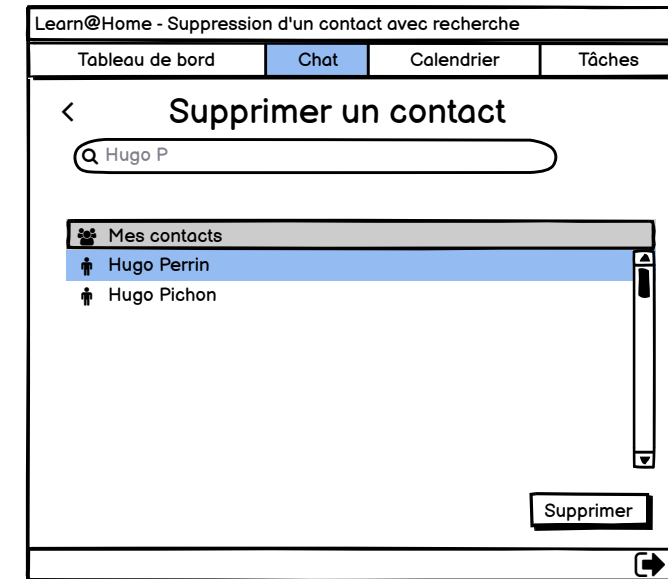 Learn@Home - Suppression d'un contact avec recherche
Tableau de bord Chat Calendrier Tâches
Supprimer un contact
Hugo P
Mes contacts
Hugo Perrin
Hugo Pichon
Supprimer